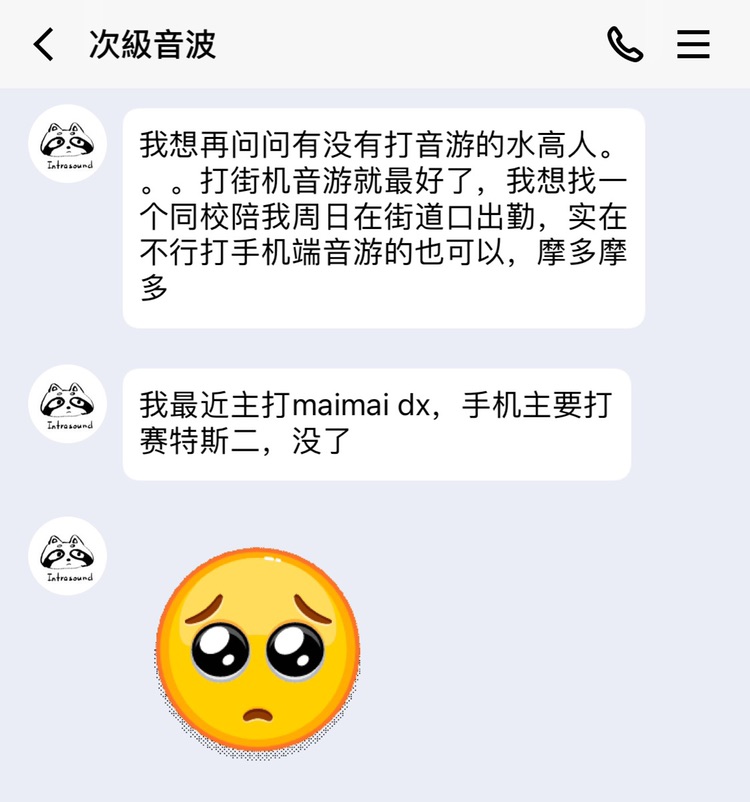 次級音波
我想再问问有没有打音游的水高人。
。。打街机音游就最好了，我想找一
个同校陪我周日在街道口出勤，实在
不行打手机端音游的也可以，摩多摩
多
Intrasound
我最近主打maimai dx，手机主要打
赛特斯二，没了
Intrasound
Intrasound